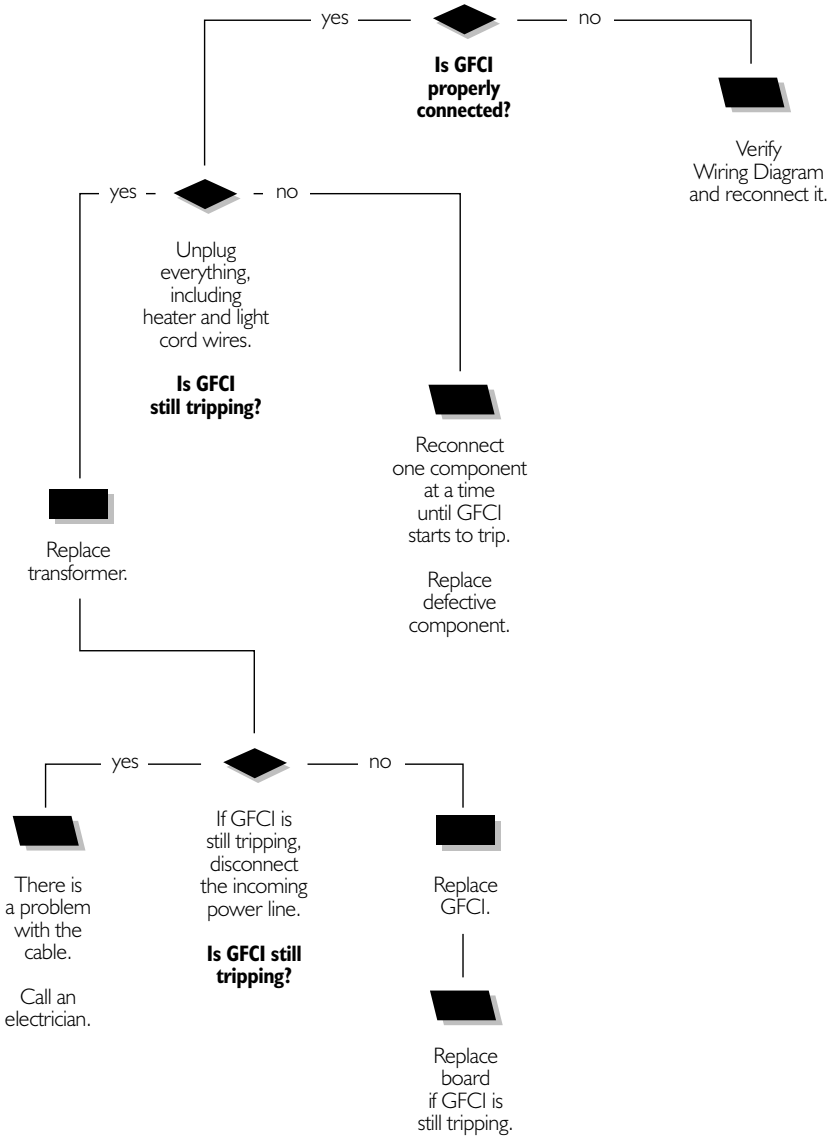 yes
no
Is GFCI
properly
connected?
Verify
Wiring Diagram
and reconnect it.
yes
no
Unplug
everything,
including
heater and light
cord wires.
Is GFCI
still tripping?
Reconnect
one component
at a time
until GFCI
starts to trip.
Replace
defective
component.
Replace
transformer.
yes
no
If GFCI is
still tripping,
disconnect
the incoming
power line.
Is GFCI still
tripping?
There is
a problem
with the
cable.
Call an
electrician.
Replace
GFCI.
Replace
board
if GFCI is
still tripping.